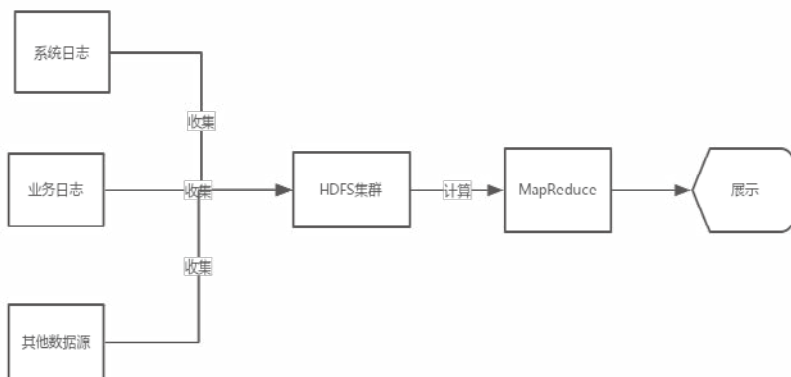 系统日志
收集
业务日志
收集
HDFS集群
计算
MapReduce
展示
收集
其他数据源